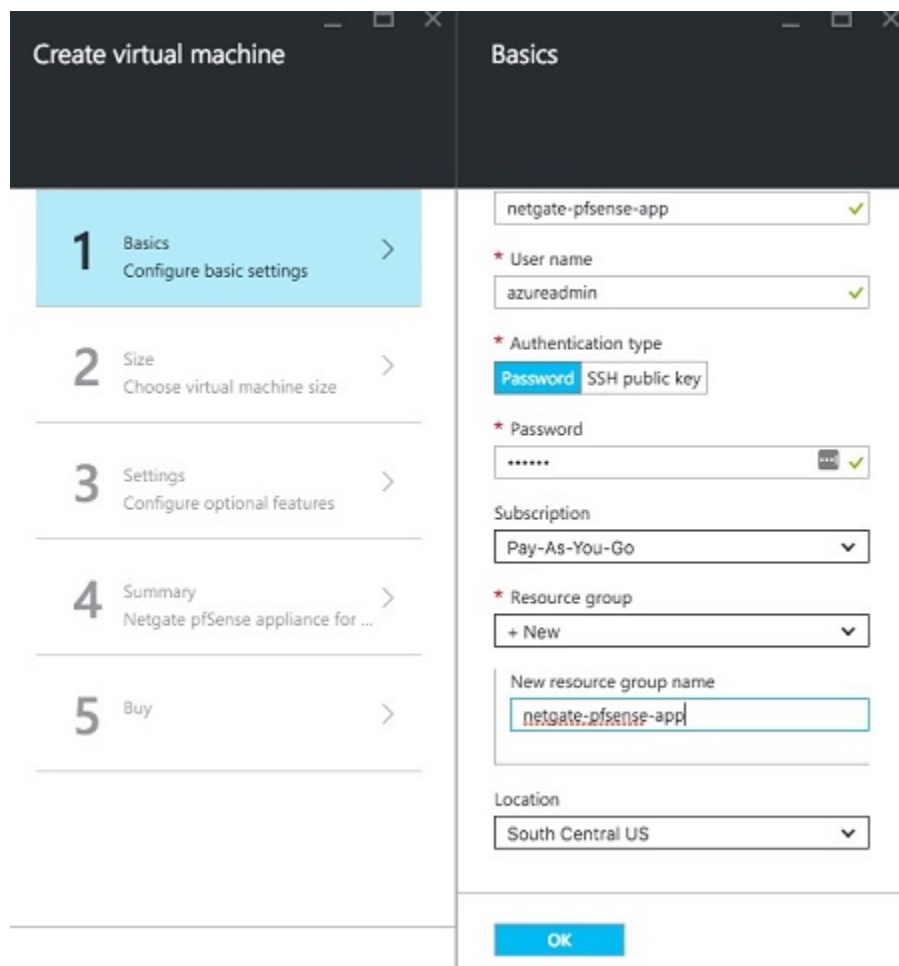 Create virtual machine
1
Basics
Configure basic settings
2
Size
Choose virtual machine size
3
Settings
Configure optional features
4
Summary
Netgate pfSense appliance for ...
5
Buy
Basics
netgate-pfsense-app
* User name
azureadmin
* Authentication type
Password SSH public key
* Password
••••••
Subscription
Pay-As-You-Go
* Resource group
+ New
New resource group name
netgate-pfsense-app
Location
South Central US
OK